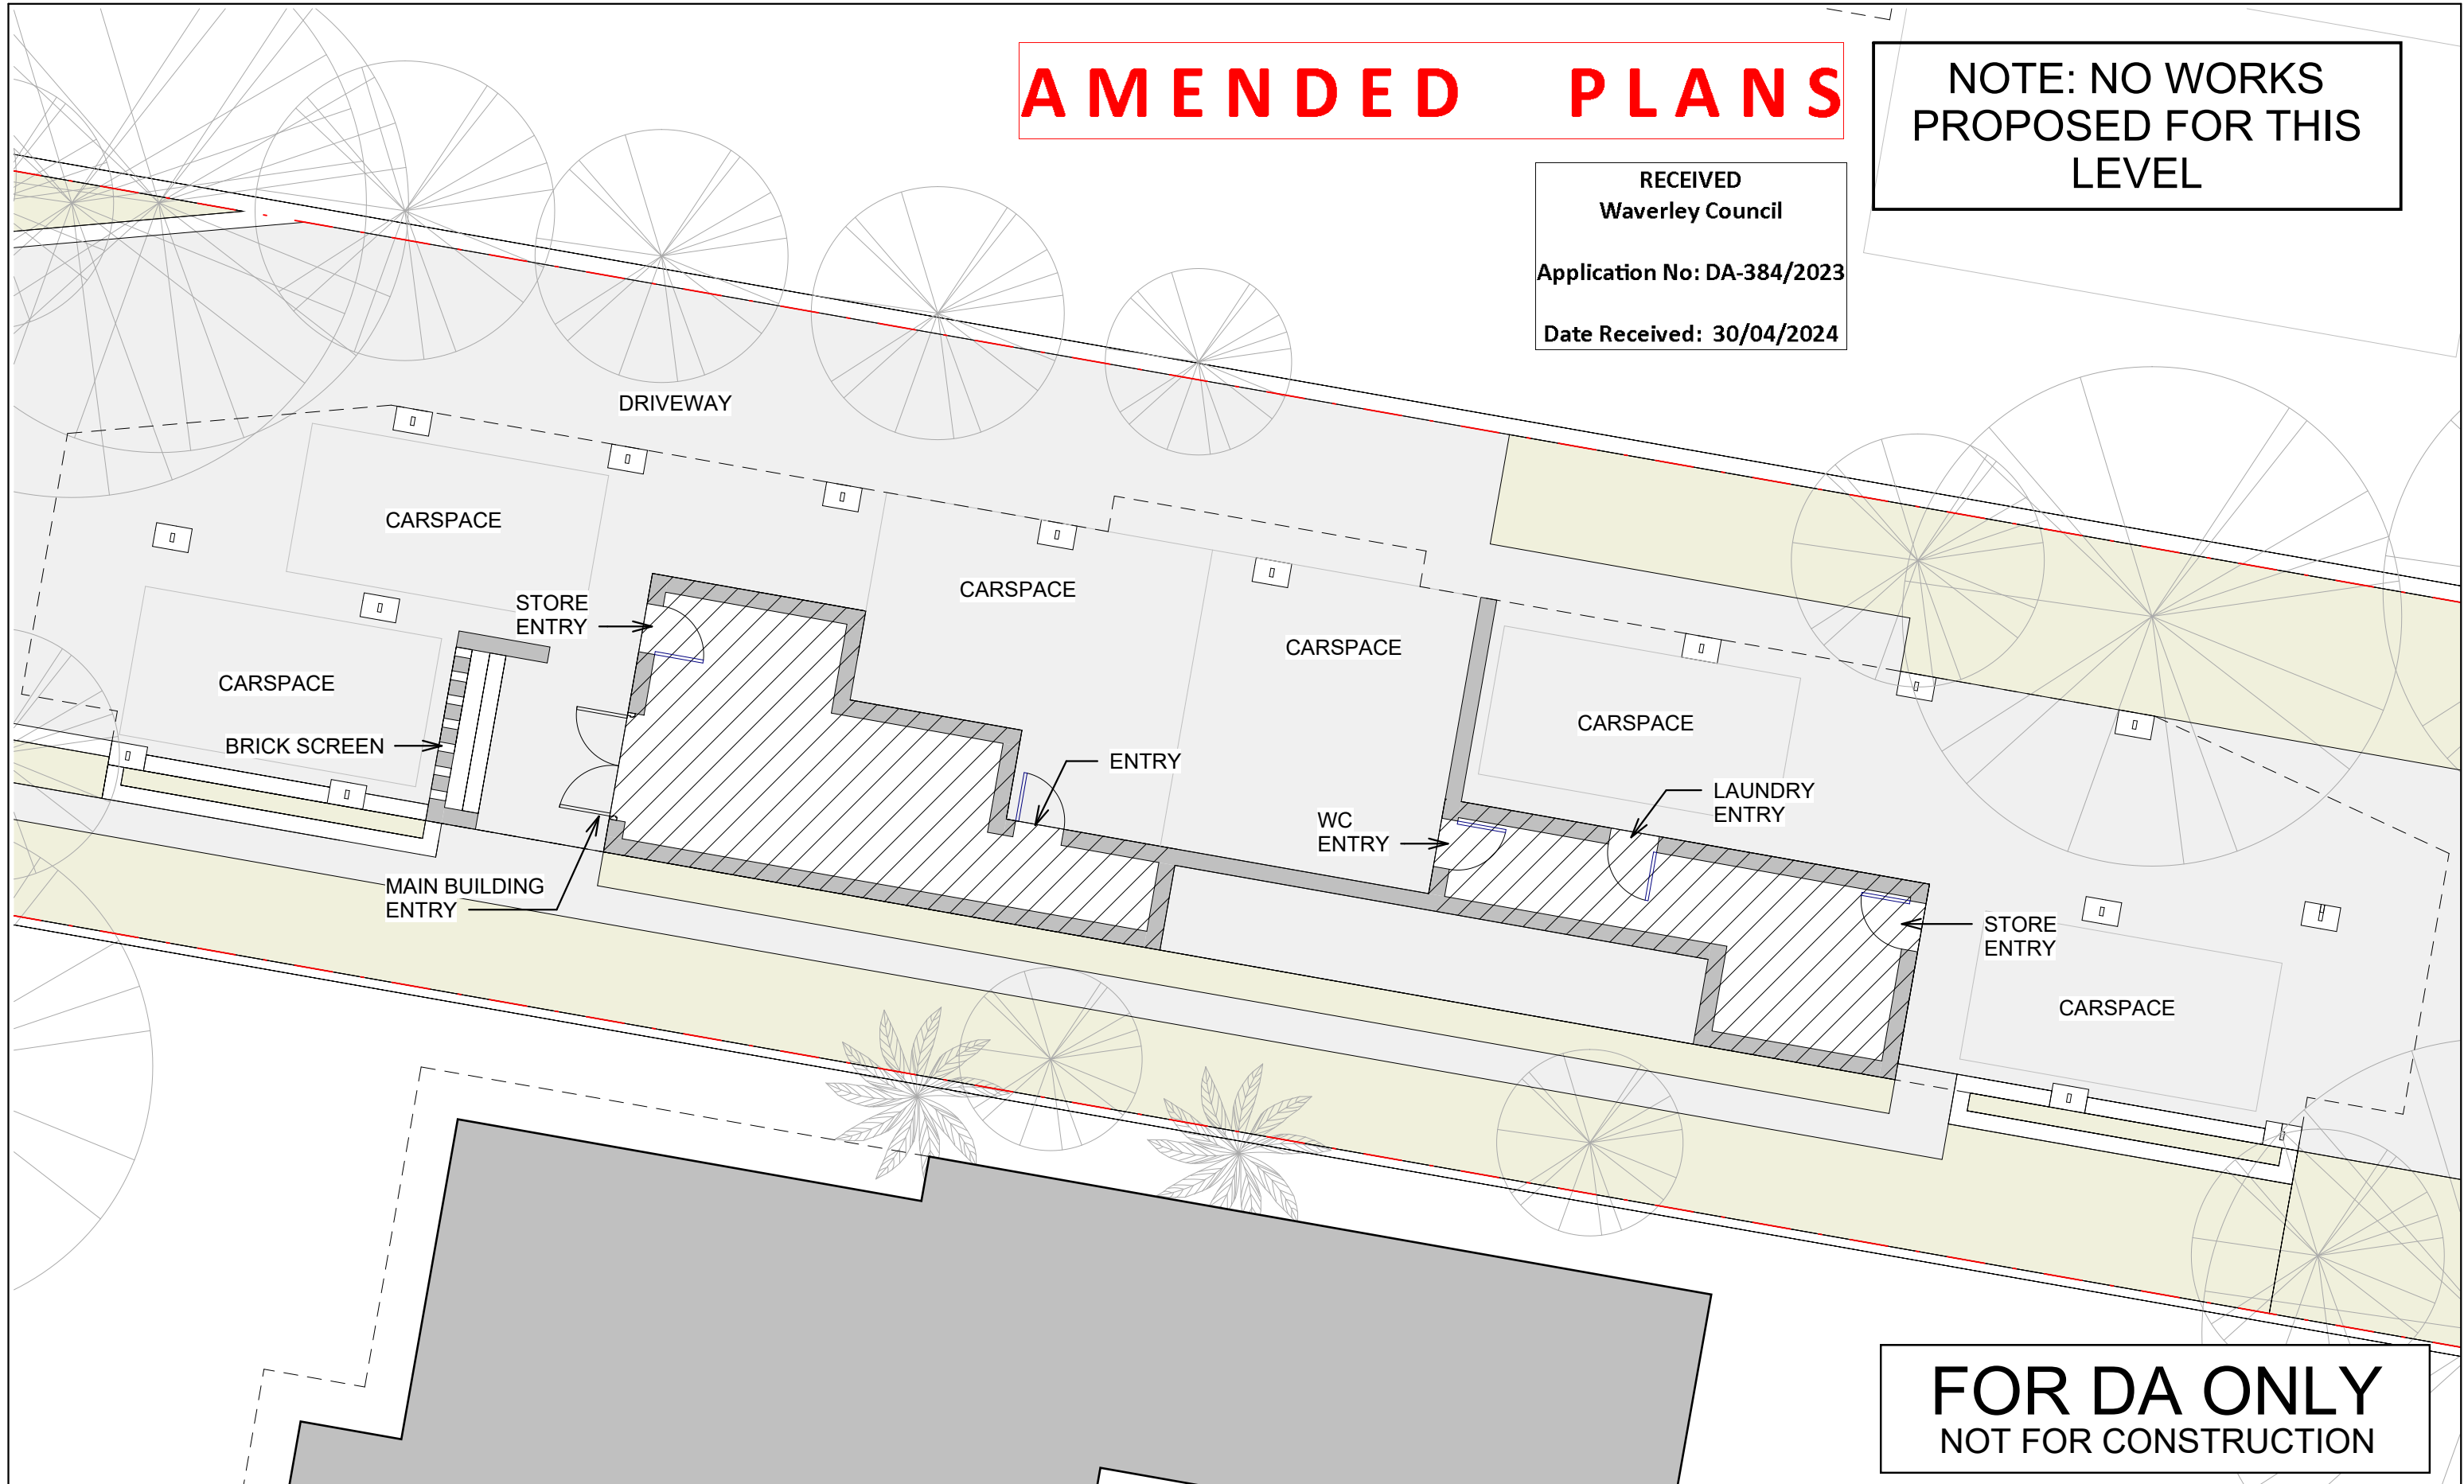 AMENDED PLANS
NOTE: NO WORKS
PROPOSED FOR THIS
LEVEL
RECEIVED
Waverley Council
Application No: DA-384/2023
Date Received: 30/04/2024
DRIVEWAY
CARSPACE
CARSPACE
STORE
ENTRY
CARSPACE
CARSPACE
CARSPACE
BRICK SCREEN
ENTRY
LAUNDRY
ENTRY
WC
ENTRY
MAIN BUILDING
ENTRY
STORE
ENTRY
CARSPACE
FOR DA ONLY
NOT FOR CONSTRUCTION